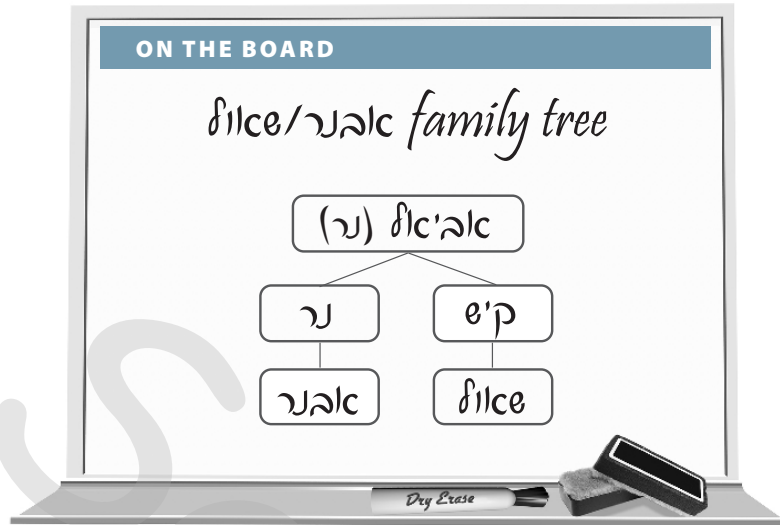 ON THE BOARD
אבנר/שאול family tree
אביאל (נר)
נר
קיש
אבנר
שאול
Dry Erase